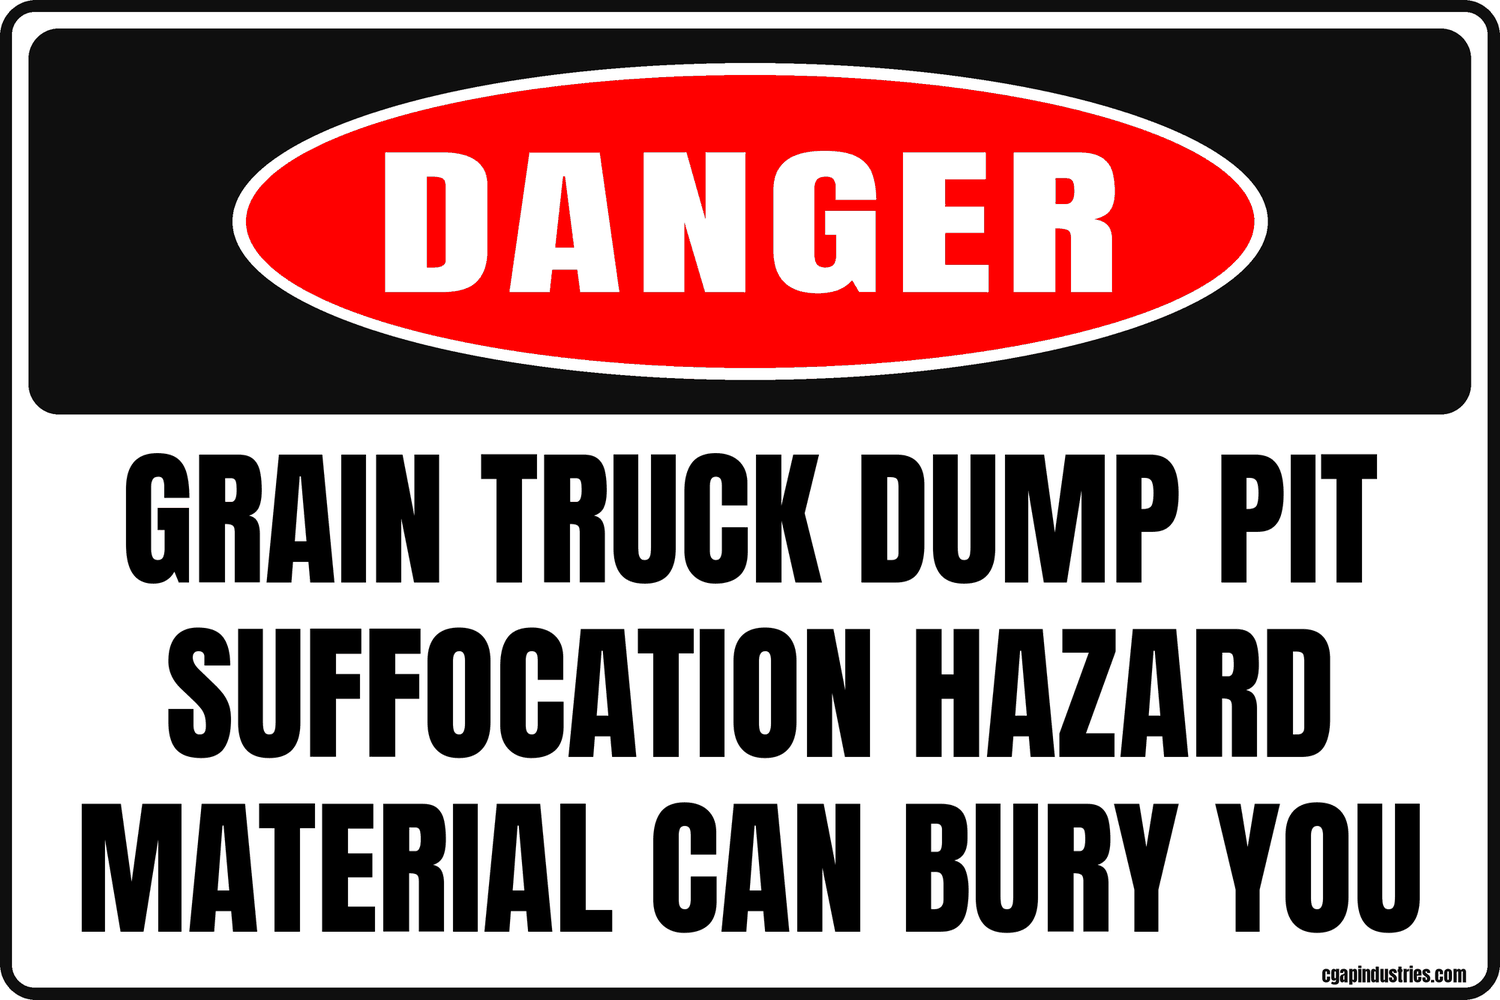 DANGER
GRAIN TRUCK DUMP PIT
SUFFOCATION HAZARD
MATERIAL CAN BURY YOU
cgapindustries.com